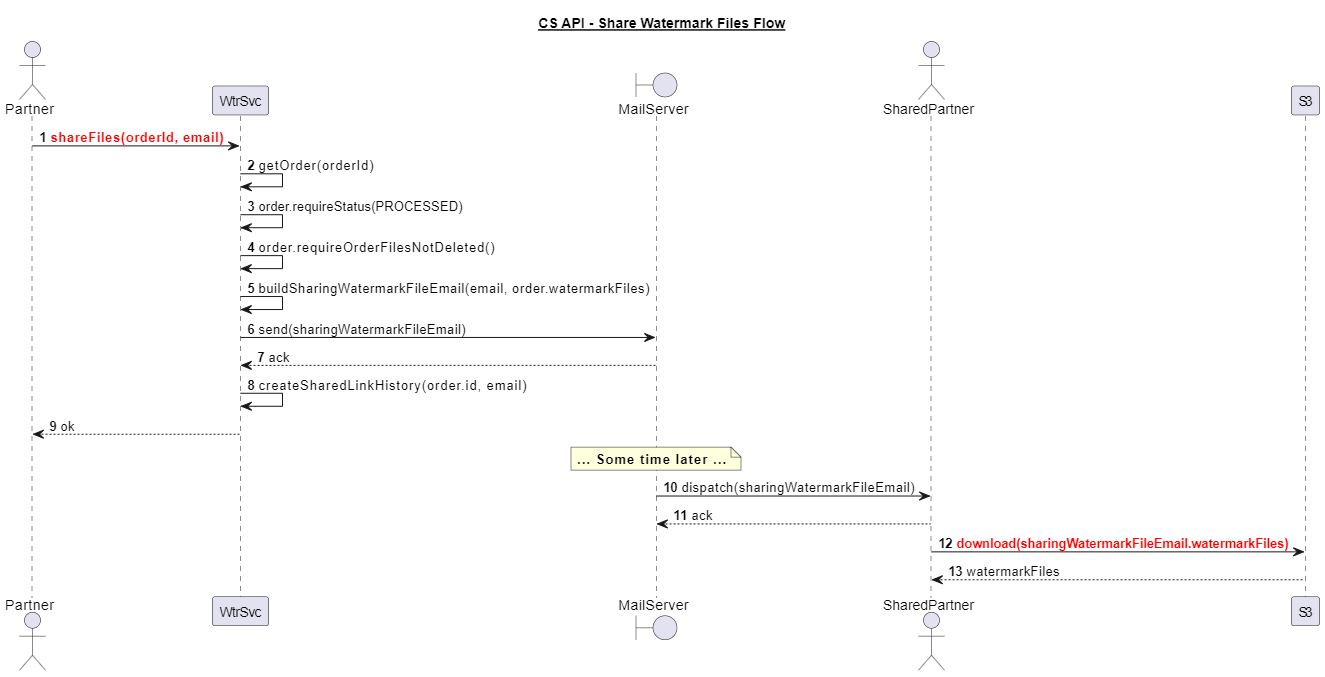 CS API - Share Watermark Files Flow
Partner
WtrSvc
MailServer
SharedPartner
S3
1 shareFiles(orderId, email)
2 getOrder(orderId)
3 order.requireStatus(PROCESSED)
4 order.requireOrderFilesNotDeleted()
5 buildSharingWatermarkFileEmail(email, order.watermarkFiles)
6 send(sharingWatermarkFileEmail)
7 ack
8 createSharedLinkHistory(order.id, email)
9 ok
... Some time later ...
10 dispatch(sharingWatermarkFileEmail)
11 ack
12 download(sharingWatermarkFileEmail.watermarkFiles)
13 watermarkFiles
Partner
WtrSvc
MailServer
SharedPartner
S3